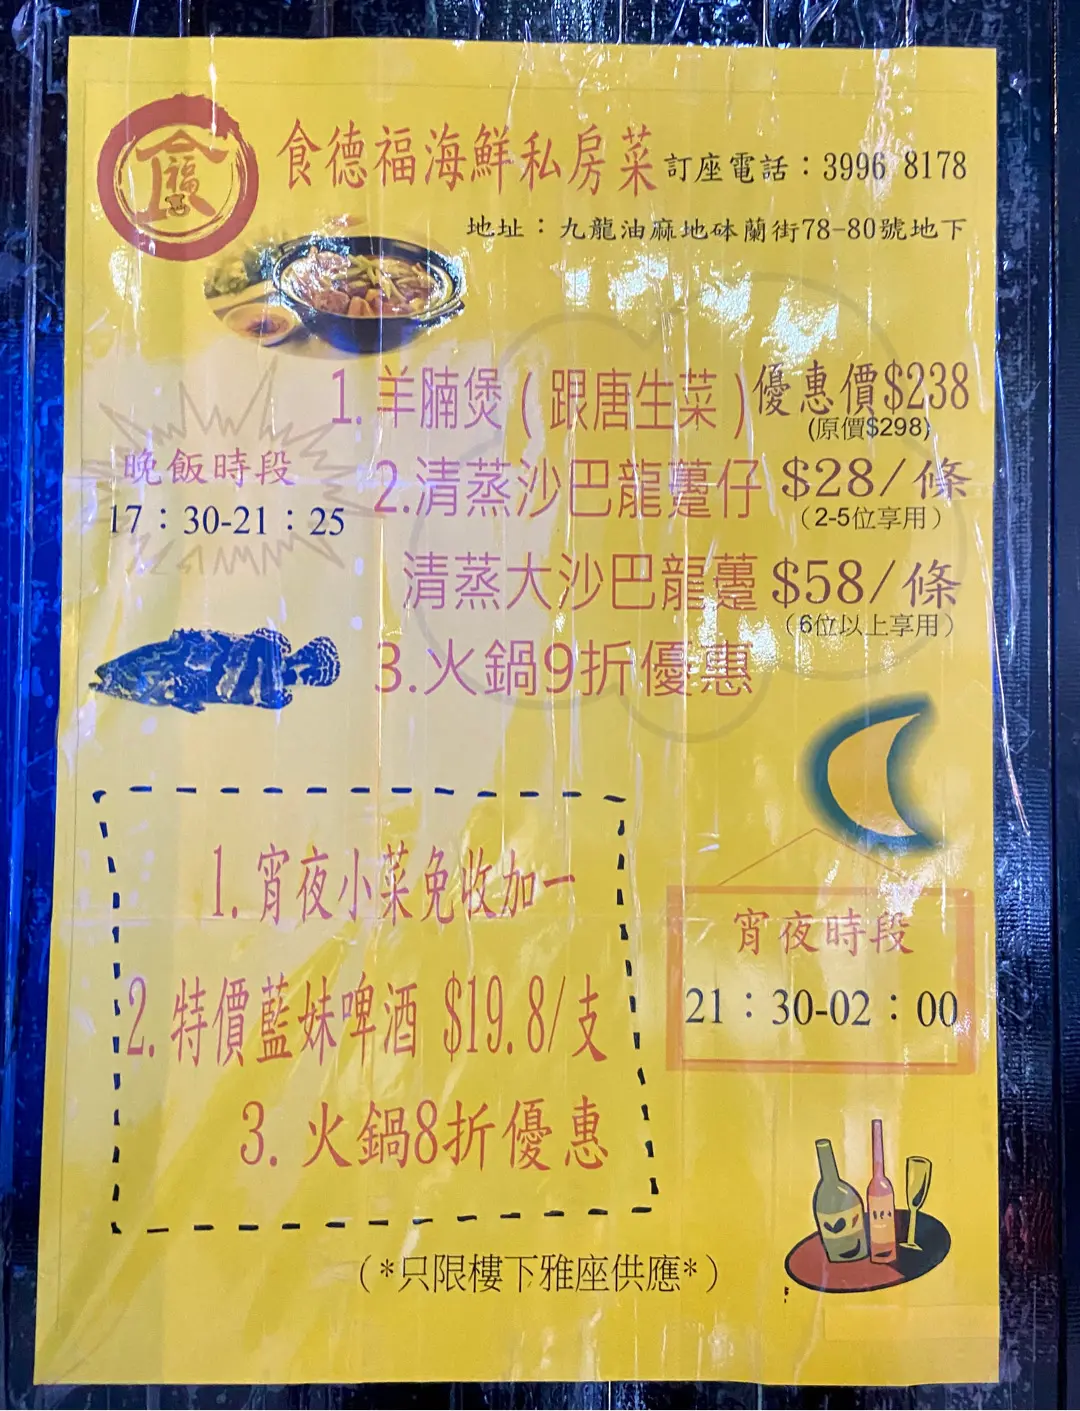 食德福海鮮私房菜 訂座電話：3996 8178
地址：九龍油麻地砵蘭街78-80號地下
1. 羊腩煲（跟唐生菜）優惠價$238
(原價$298)
晚飯時段
17：30-21：25
2.清蒸沙巴龍躉仔 $28/條
（2-5位享用）
清蒸大沙巴龍躉 $58/條
（6位以上享用）
3.火鍋9折優惠
1. 宵夜小菜免收加一
2. 特價藍妹啤酒 $19.8/支
3. 火鍋8折優惠
宵夜時段
21：30-02：00
（*只限樓下雅座供應*）